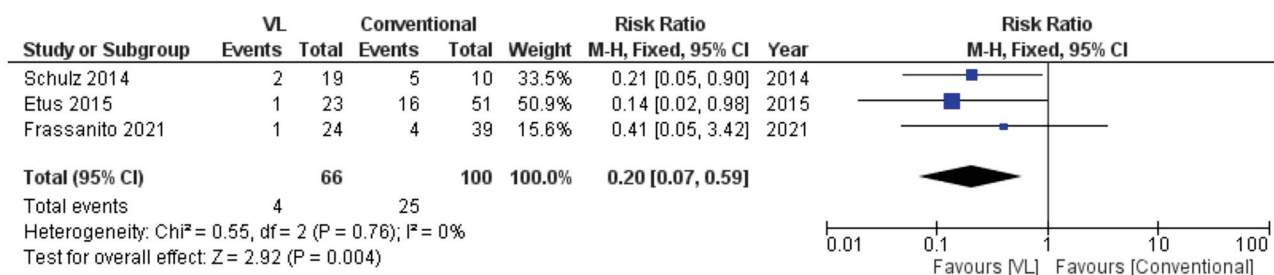 VL Conventional Risk Ratio Risk Ratio
Study or Subgroup Events Total Events Total Weight M-H, Fixed, 95% CI Year M-H, Fixed, 95% CI
Schulz 2014 2 19 5 10 33.5% 0.21 [0.05, 0.90] 2014
Etus 2015 1 23 16 51 50.9% 0.14 [0.02, 0.98] 2015
Frassanito 2021 1 24 4 39 15.6% 0.41 [0.05, 3.42] 2021
Total (95% CI) 66 100 100.0% 0.20 [0.07, 0.59]
Total events 4 25
Heterogeneity: Chi² = 0.55, df = 2 (P = 0.76); I² = 0%
Test for overall effect: Z = 2.92 (P = 0.004)
0.01 0.1 1 10 100
Favours [VL] Favours [Conventional]